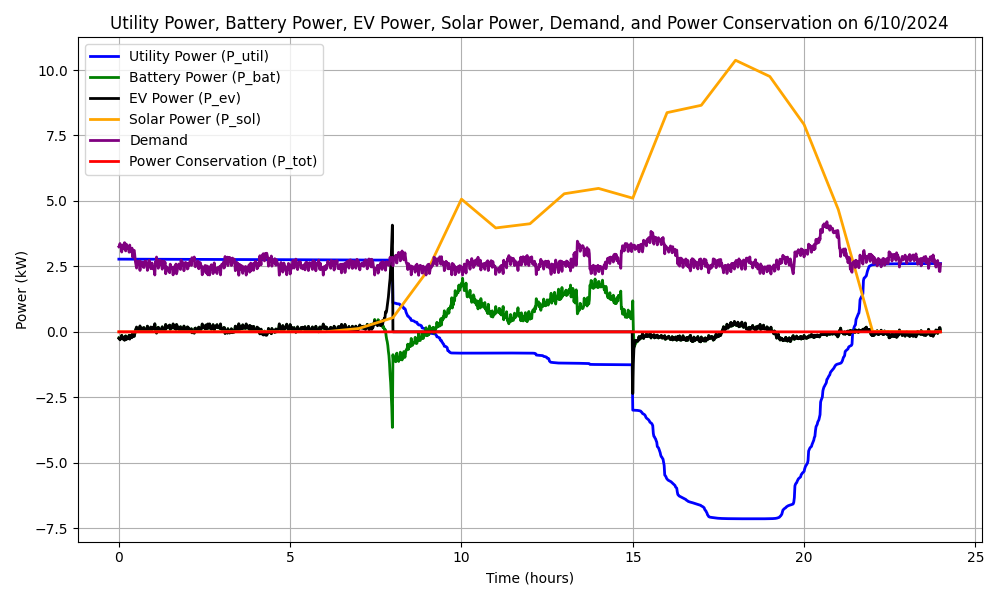 Utility Power, Battery Power, EV Power, Solar Power, Demand, and Power Conservation on 6/10/2024
Utility Power (P_util)
Battery Power (P_bat)
EV Power (P_ev)
Solar Power (P_sol)
Demand
Power Conservation (P_tot)
Power (kW)
10.0
7.5
5.0
2.5
0.0
−2.5
−5.0
−7.5
0 5 10 15 20 25
Time (hours)